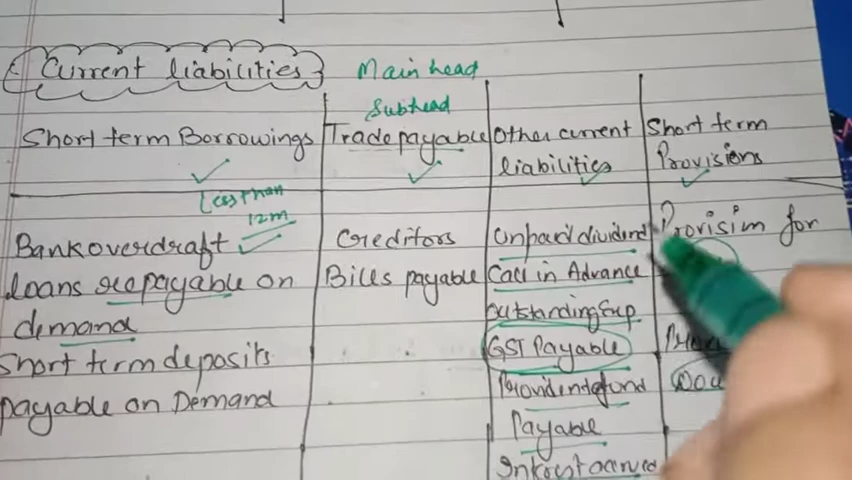 Current liabilities
Main head
Subhead
Short term Borrowings
Trade payable
Other current
liabilities
Short term
Provisions
Less than
12m
Bank overdraft
loans repayable on
demand
Short term deposits
payable on Demand
Creditors
Bills payable
Unpaid dividend
Call in Advance
outstanding Exp
GST Payable
Provident fund
Payable
Interest accrued
Provision for